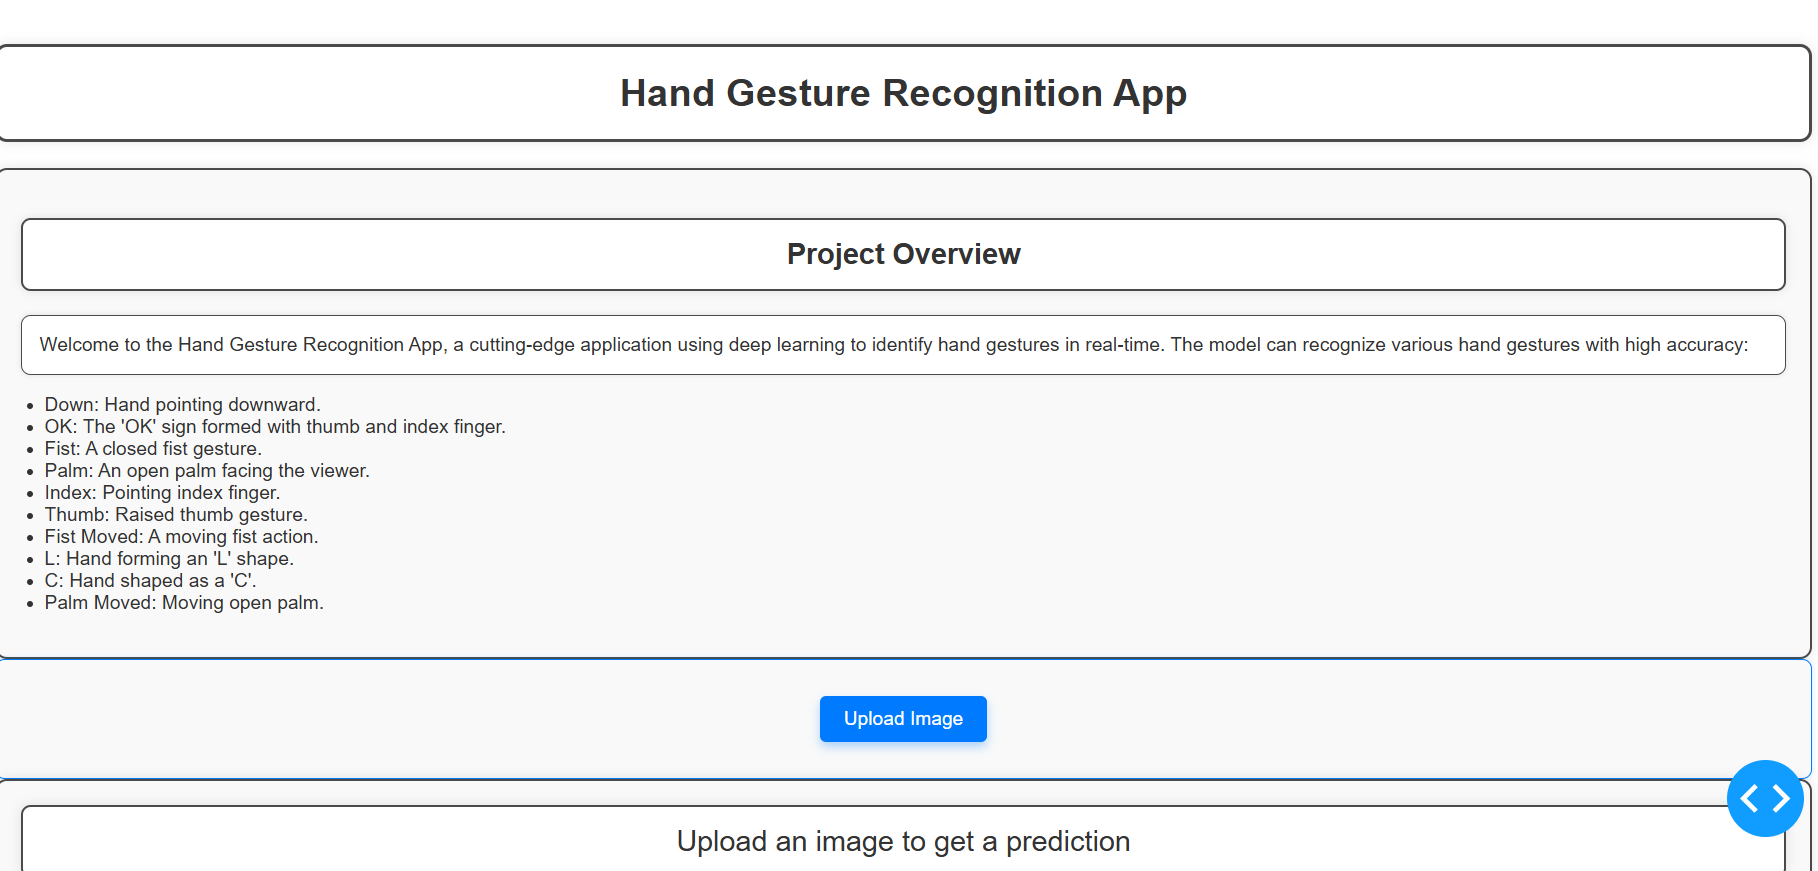 Hand Gesture Recognition App
Project Overview
Welcome to the Hand Gesture Recognition App, a cutting-edge application using deep learning to identify hand gestures in real-time. The model can recognize various hand gestures with high accuracy:
Down: Hand pointing downward.
OK: The 'OK' sign formed with thumb and index finger.
Fist: A closed fist gesture.
Palm: An open palm facing the viewer.
Index: Pointing index finger.
Thumb: Raised thumb gesture.
Fist Moved: A moving fist action.
L: Hand forming an 'L' shape.
C: Hand shaped as a 'C'.
Palm Moved: Moving open palm.
Upload Image
Upload an image to get a prediction